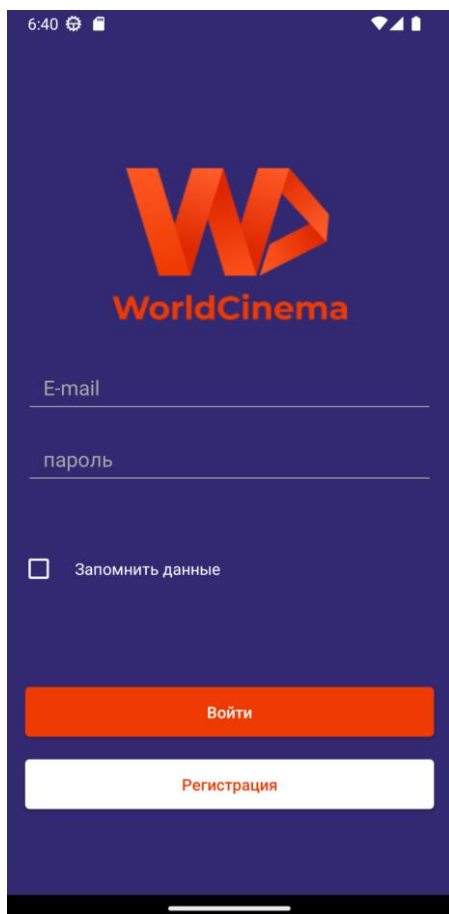 6:40
WorldCinema
E-mail
пароль
Запомнить данные
Войти
Регистрация